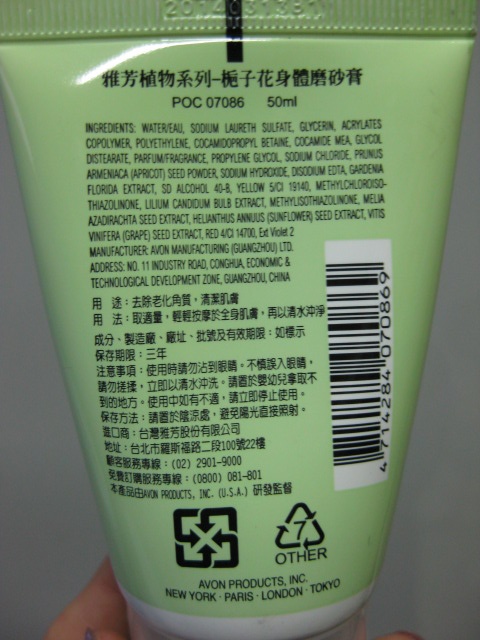 雅芳植物系列-梔子花身體磨砂膏
POC 07086 50ml
INGREDIENTS: WATER/EAU, SODIUM LAURETH SULFATE, GLYCERIN, ACRYLATES
COPOLYMER, POLYETHYLENE, COCAMIDOPROPYL BETAINE, COCAMIDE MEA, GLYCOL
DISTEARATE, PARFUM/FRAGRANCE, PROPYLENE GLYCOL, SODIUM CHLORIDE, PRUNUS
ARMENIACA (APRICOT) SEED POWDER, SODIUM HYDROXIDE, DISODIUM EDTA, GARDENIA
FLORIDA EXTRACT, SD ALCOHOL 40-B, YELLOW 5/CI 19140, METHYLCHLOROISO-
THIAZOLINONE, LILIUM CANDIDUM BULB EXTRACT, METHYLISOTHIAZOLINONE, MELIA
AZADIRACHTA SEED EXTRACT, HELIANTHUS ANNUUS (SUNFLOWER) SEED EXTRACT, VITIS
VINIFERA (GRAPE) SEED EXTRACT, RED 4/CI 14700, Ext Violet 2
MANUFACTURER: AVON MANUFACTURING (GUANGZHOU) LTD.
ADDRESS: NO. 11 INDUSTRY ROAD, CONGHUA, ECONOMIC &
TECHNOLOGICAL DEVELOPMENT ZONE, GUANGZHOU, CHINA
用 途：去除老化角質，清潔肌膚
用 法：取適量，輕輕按摩於全身肌膚，再以清水沖淨
成分、製造廠、廠址、批號及有效期限：如標示
保存期限：三年
注意事項：使用時請勿沾到眼睛。不慎誤入眼睛，
請勿搓揉，立即以清水沖洗。請置於嬰幼兒拿取不
到的地方。使用中如有不適，請立即停止使用。
保存方法：請置於陰涼處，避免陽光直接照射。
進口商：台灣雅芳股份有限公司
地址：台北市羅斯福路二段100號22樓
顧客服務專線：(02) 2901-9000
免費訂購服務專線：(0800) 081-801
本產品由AVON PRODUCTS, INC. (U.S.A.) 研發監督
4 714284 070869
7
OTHER
AVON PRODUCTS, INC.
NEW YORK · PARIS · LONDON · TOKYO